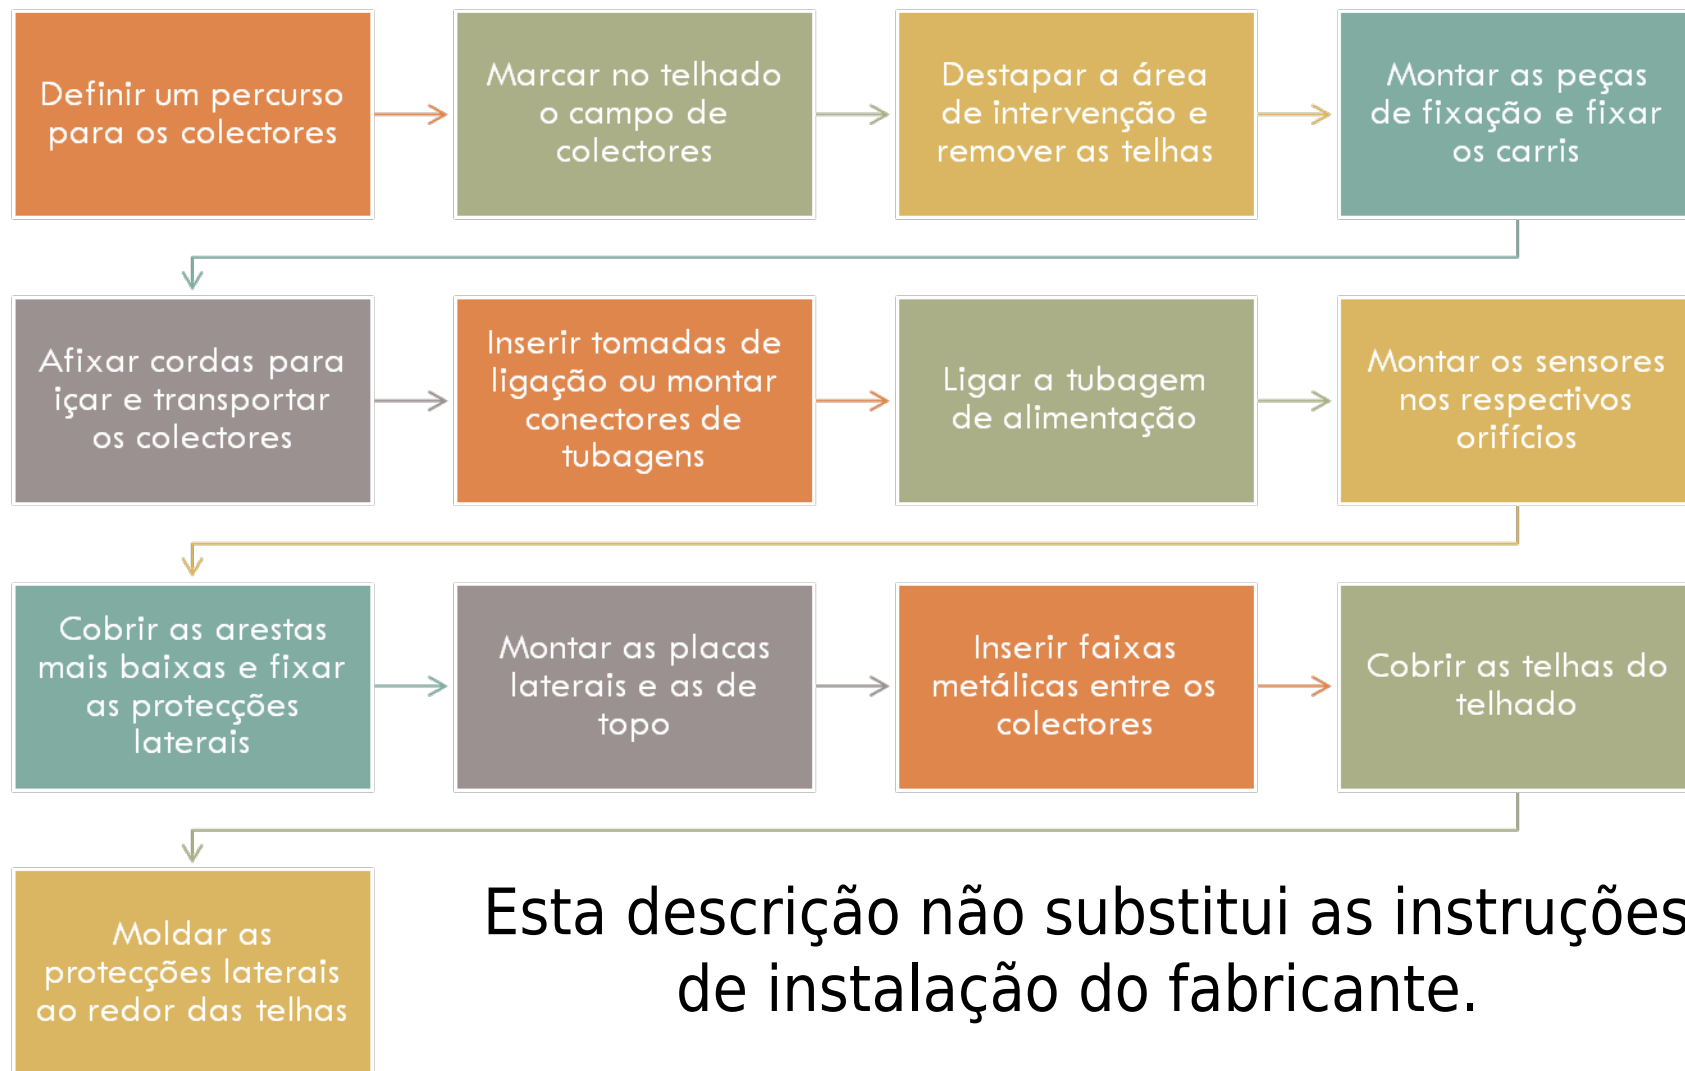 Definir um percurso
para os colectores
Marcar no telhado
o campo de
colectores
Destapar a área
de intervenção e
remover as telhas
Montar as peças
de fixação e fixar
os carris
Afixar cordas para
içar e transportar
os colectores
Inserir tomadas de
ligação ou montar
conectores de
tubagens
Ligar a tubagem
de alimentação
Montar os sensores
nos respectivos
orifícios
Cobrir as arestas
mais baixas e fixar
as protecções
laterais
Montar as placas
laterais e as de
topo
Inserir faixas
metálicas entre os
colectores
Cobrir as telhas do
telhado
Moldar as
protecções laterais
ao redor das telhas
Esta descrição não substitui as instruções
de instalação do fabricante.